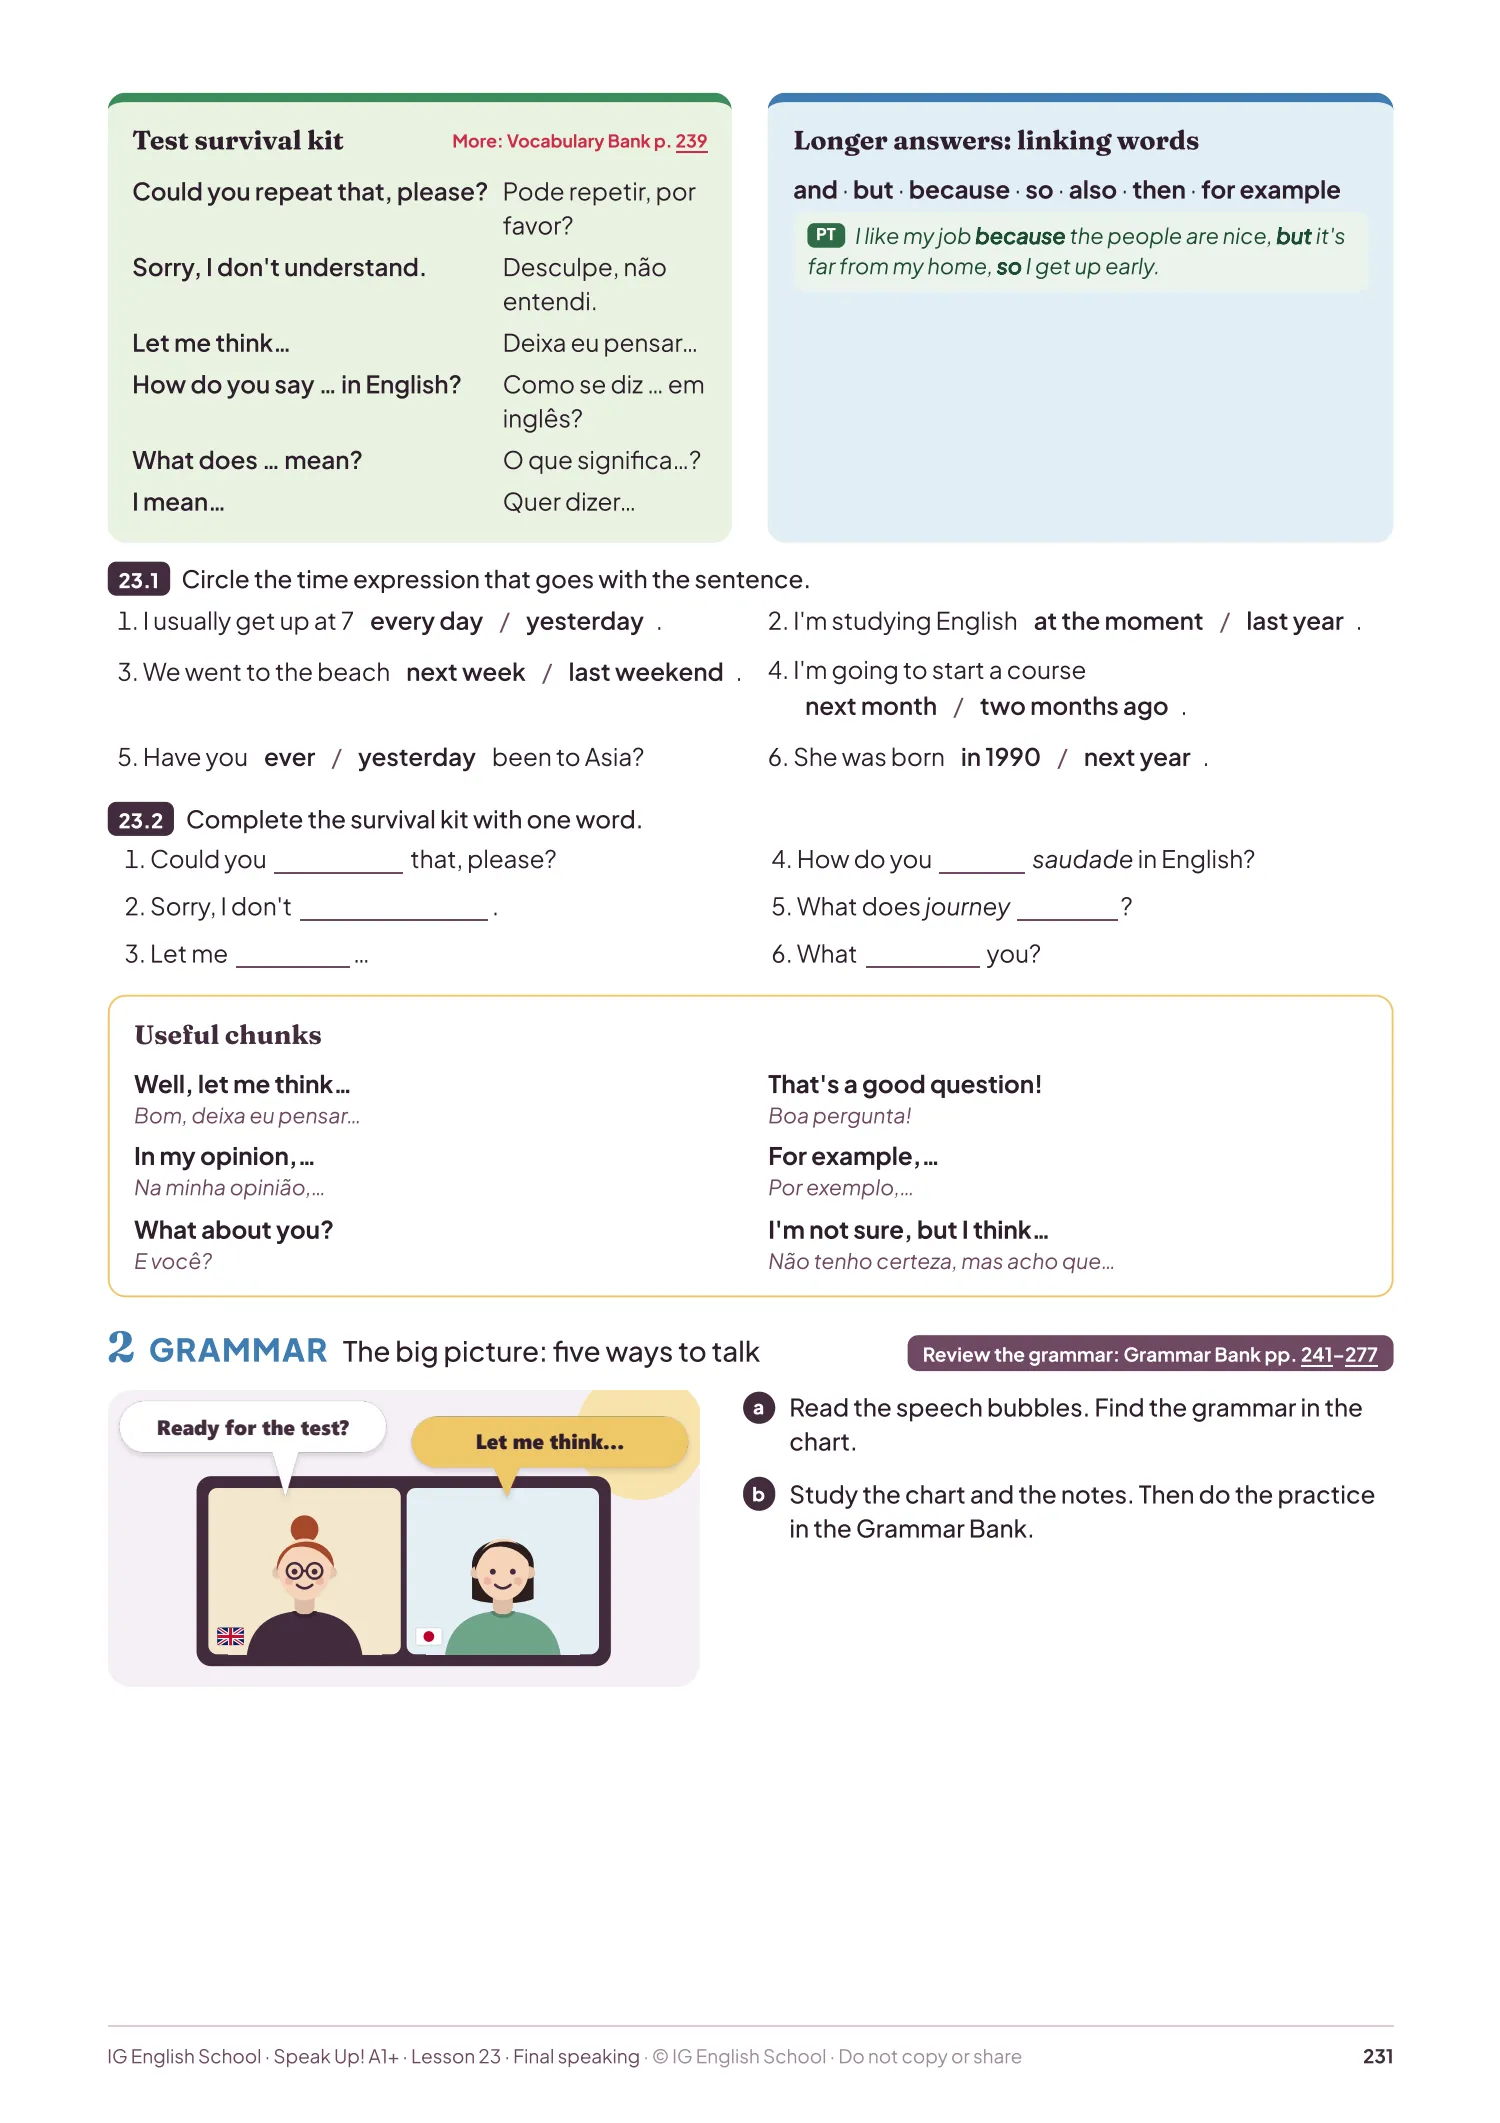 Test survival kit
More: Vocabulary Bank p. 239
Could you repeat that, please? Pode repetir, por
favor?
Sorry, I don't understand. Desculpe, não
entendi.
Let me think… Deixa eu pensar…
How do you say … in English? Como se diz … em
inglês?
What does … mean? O que significa…?
I mean… Quer dizer…
Longer answers: linking words
and · but · because · so · also · then · for example
PT I like my job because the people are nice, but it's
far from my home, so I get up early.
23.1 Circle the time expression that goes with the sentence.
1. I usually get up at 7 every day / yesterday .
2. I'm studying English at the moment / last year .
3. We went to the beach next week / last weekend .
4. I'm going to start a course
next month / two months ago .
5. Have you ever / yesterday been to Asia?
6. She was born in 1990 / next year .
23.2 Complete the survival kit with one word.
1. Could you ________ that, please?
2. Sorry, I don't ________ .
3. Let me ________ …
4. How do you ________ saudade in English?
5. What does journey ________ ?
6. What ________ you?
Useful chunks
Well, let me think…
Bom, deixa eu pensar…
That's a good question!
Boa pergunta!
In my opinion,…
Na minha opinião,…
For example,…
Por exemplo,…
What about you?
E você?
I'm not sure, but I think…
Não tenho certeza, mas acho que…
2 GRAMMAR The big picture: five ways to talk
Review the grammar: Grammar Bank pp. 241–277
Ready for the test?
Let me think…
a Read the speech bubbles. Find the grammar in the
chart.
b Study the chart and the notes. Then do the practice
in the Grammar Bank.
IG English School · Speak Up! A1+ · Lesson 23 · Final speaking · © IG English School · Do not copy or share
231